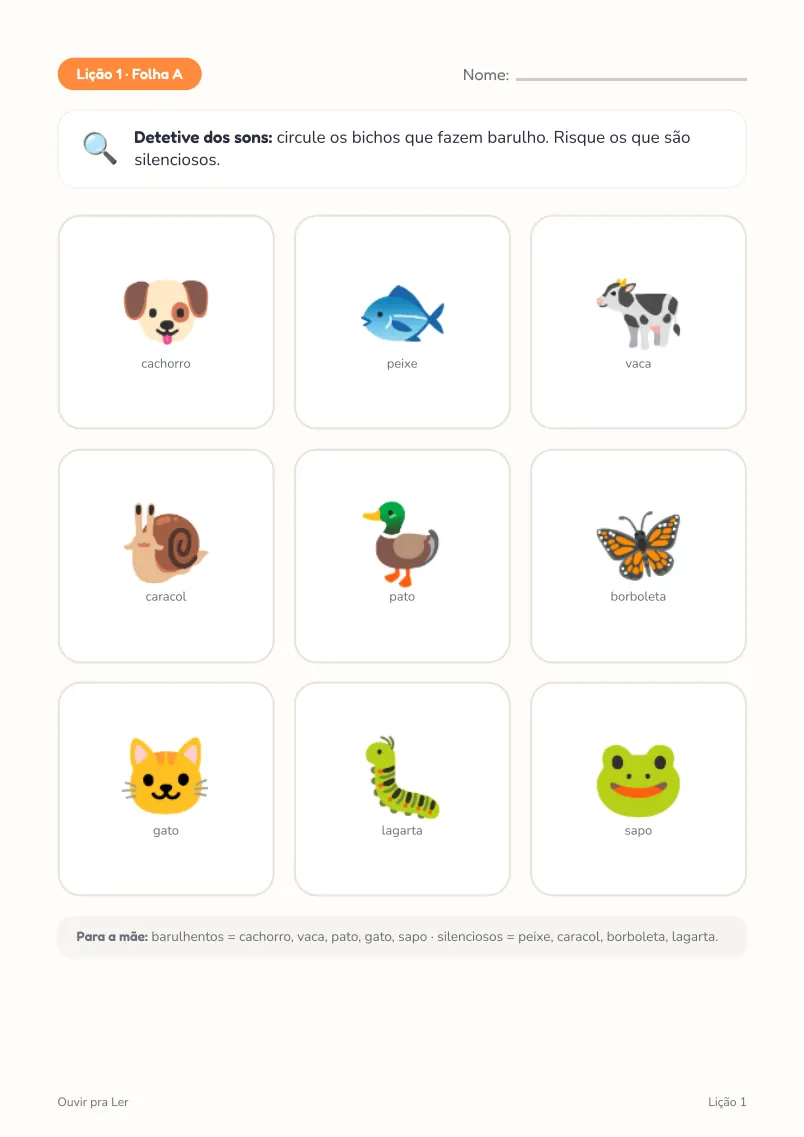 Lição 1 · Folha A
Nome:
Detetive dos sons: circule os bichos que fazem barulho. Risque os que são
silenciosos.
cachorro
peixe
vaca
caracol
pato
borboleta
gato
lagarta
sapo
Para a mãe: barulhentos = cachorro, vaca, pato, gato, sapo · silenciosos = peixe, caracol, borboleta, lagarta.
Ouvir pra Ler
Lição 1